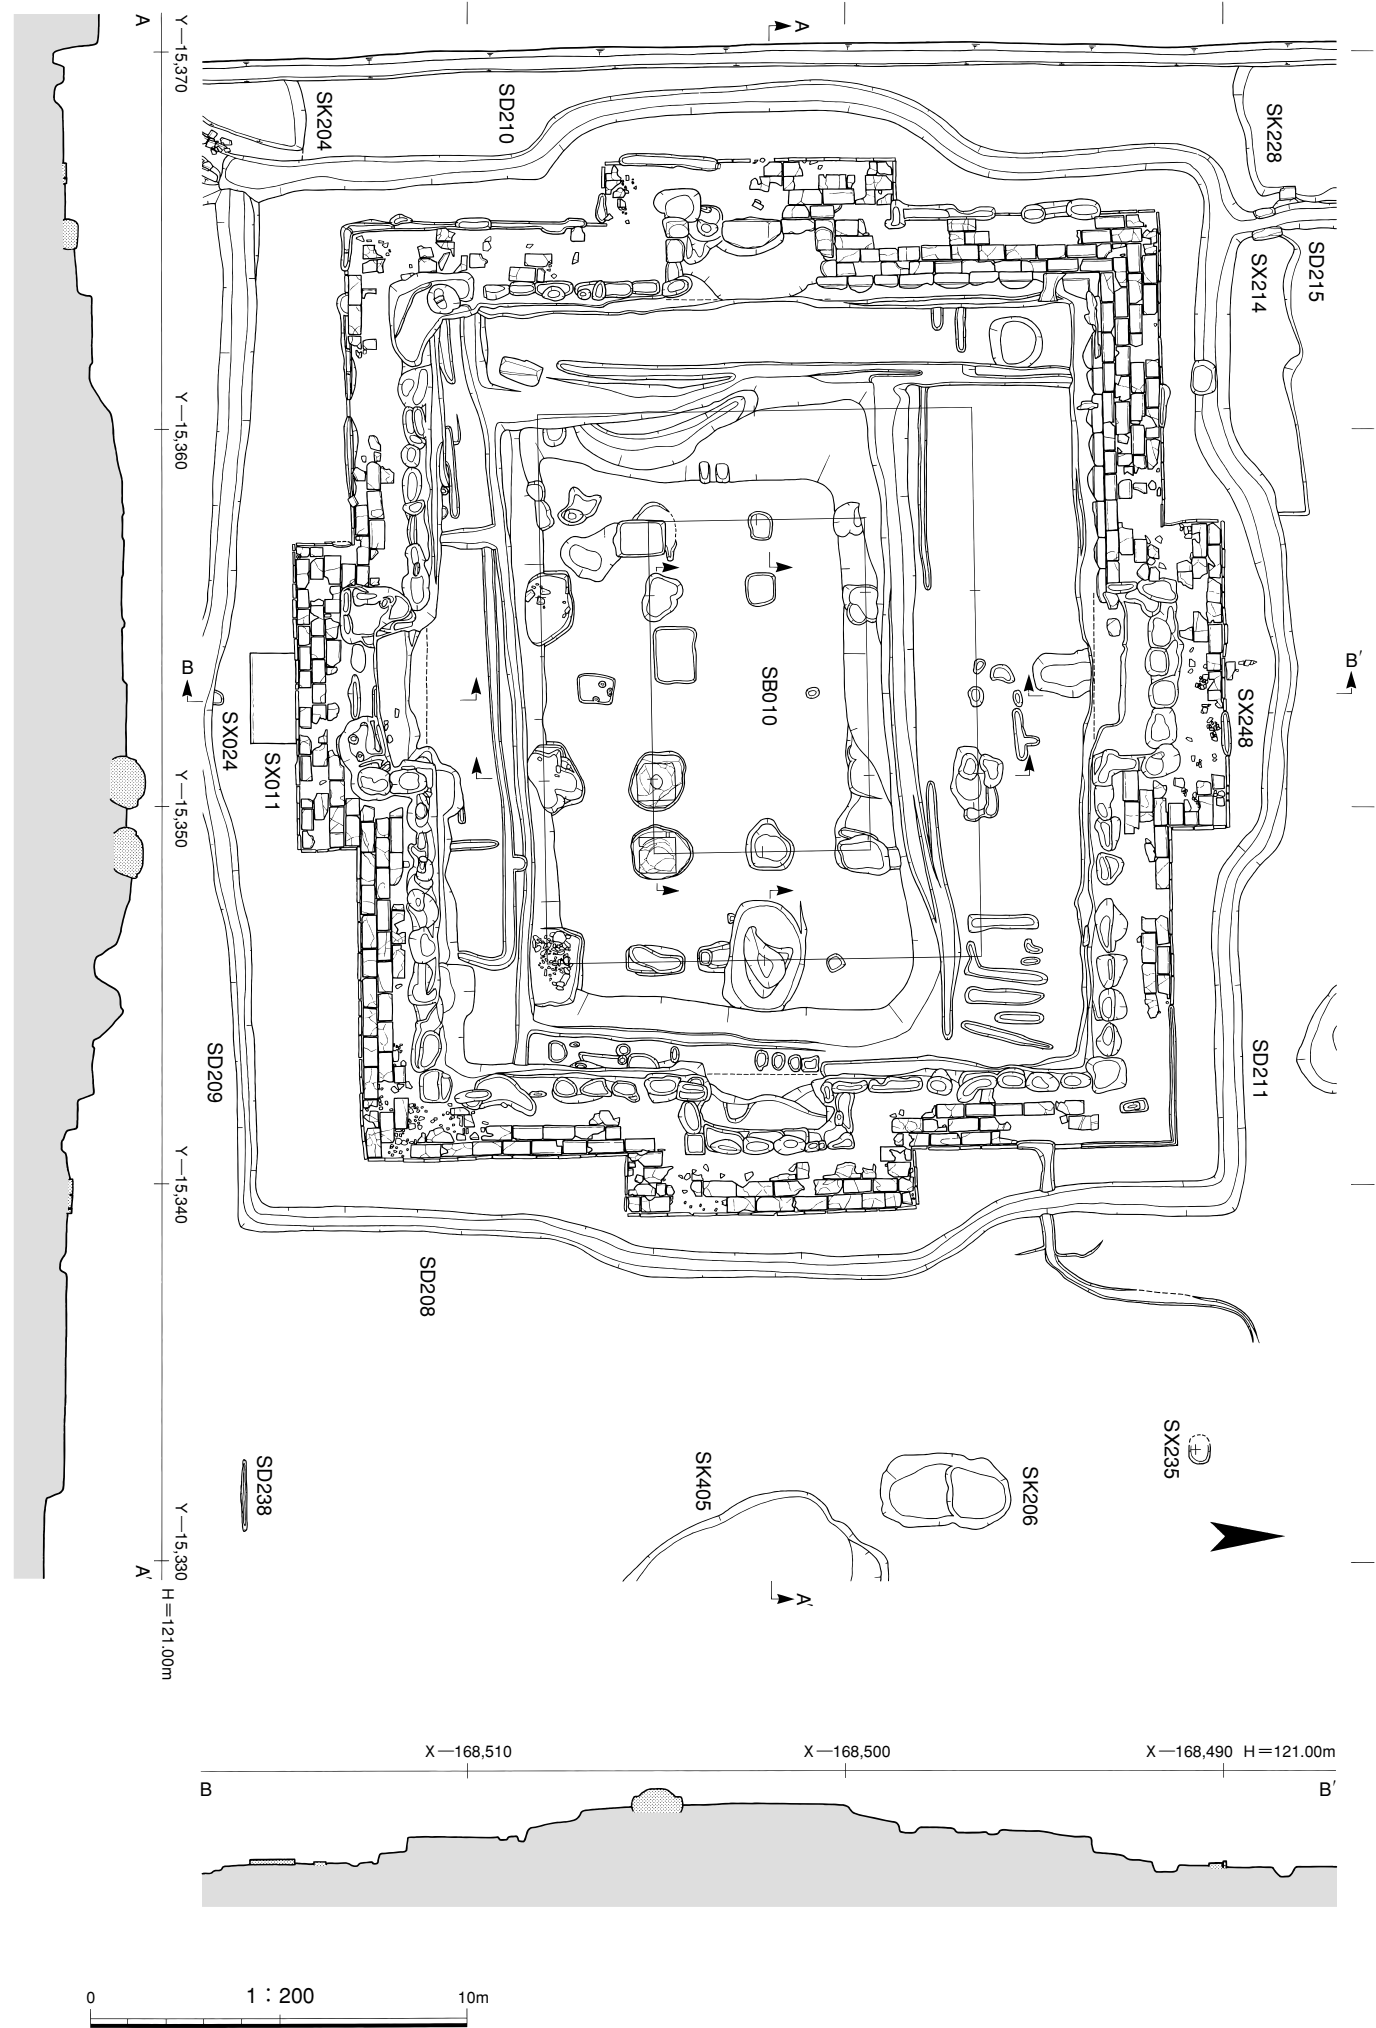 A
Y—15,370
A
SK204
SD210
SK228
SD215
SX214
Y—15,360
B
B′
SB010
SX024
SX011
SX248
Y—15,350
SD209
SD211
Y—15,340
SD208
SD238
SK405
SK206
SX235
Y—15,330
A′
A′
H＝121.00m
X—168,510
X—168,500
X—168,490
H＝121.00m
B
B′
0
1：200
10m